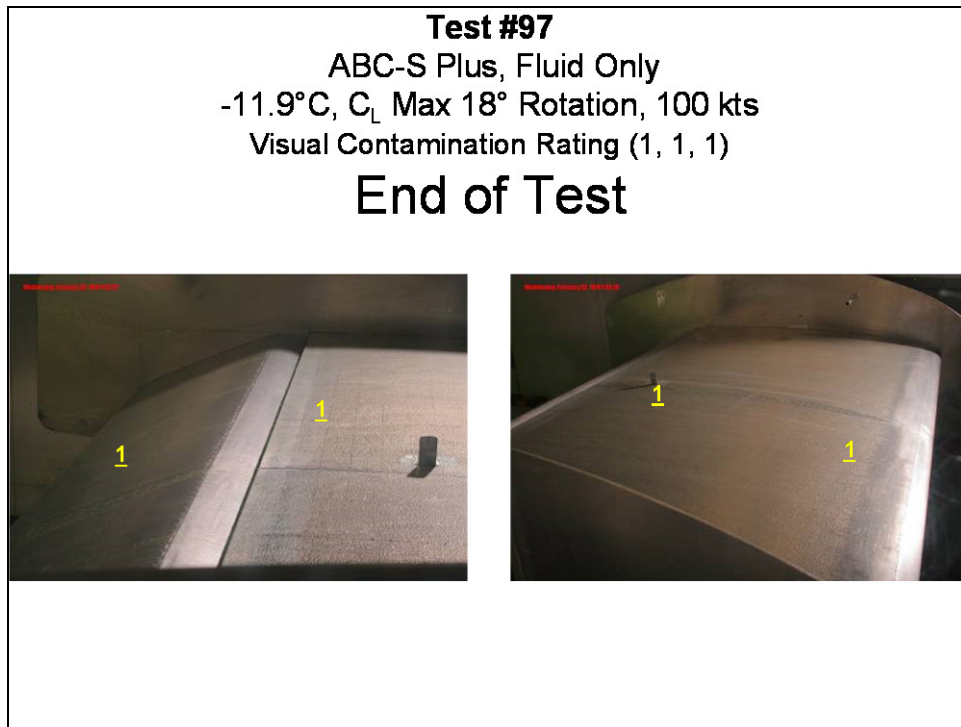 Test #97
ABC-S Plus, Fluid Only
-11.9°C, CL Max 18° Rotation, 100 kts
Visual Contamination Rating (1, 1, 1)
End of Test
1
1
1
1